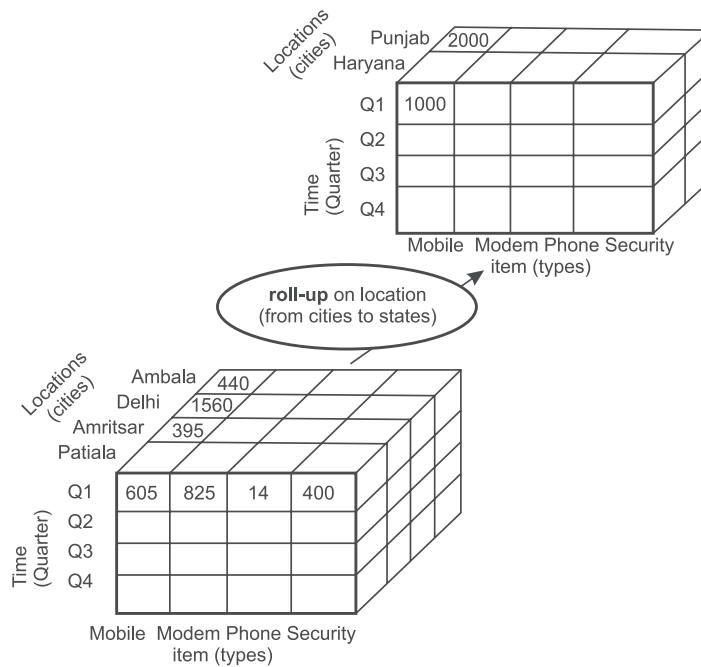 Locations
(cities)
Punjab 2000
Haryana
Q1 1000
Q2
Q3
Q4
Time
(Quarter)
Mobile Modem Phone Security
item (types)
roll-up on location
(from cities to states)
Locations
(cities)
Ambala 440
Delhi 1560
Amritsar 395
Patiala
Q1 605 825 14 400
Q2
Q3
Q4
Time
(Quarter)
Mobile Modem Phone Security
item (types)